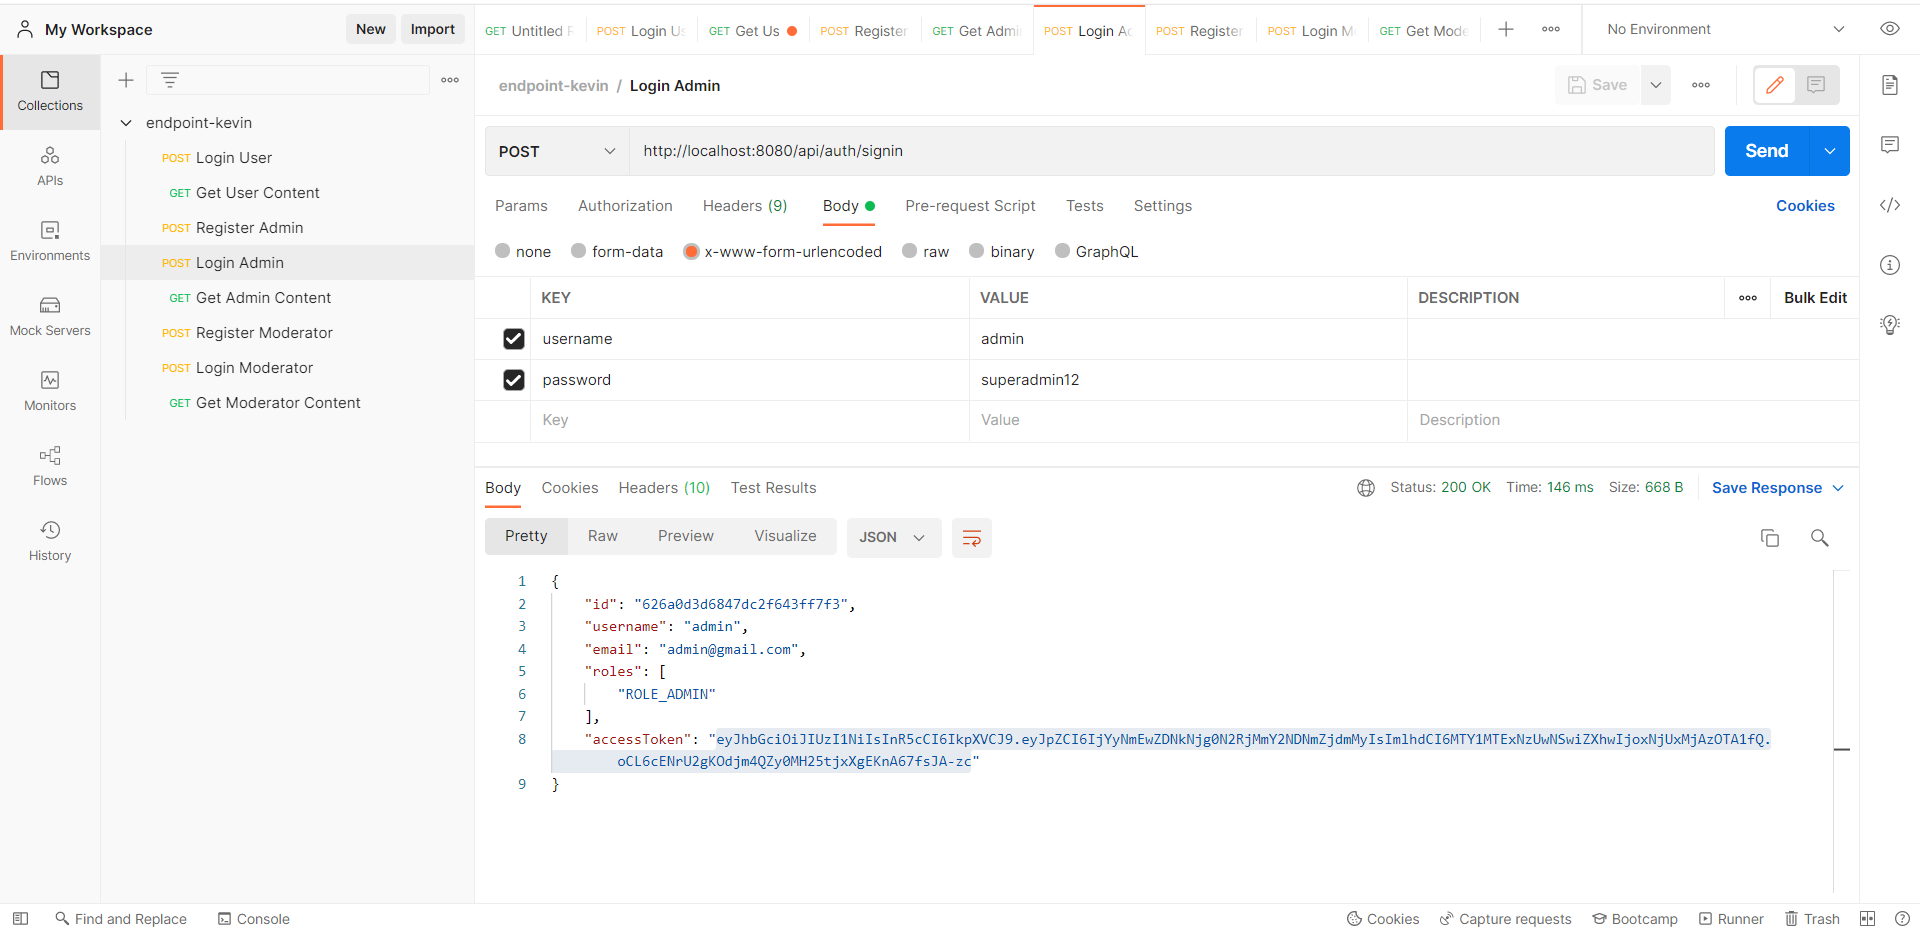 My Workspace
New
Import
GET Untitled R
POST Login Us
GET Get Us
POST Register
GET Get Admi
POST Login Ad
POST Register
POST Login Mo
GET Get Mode
No Environment
Collections
APIs
Environments
Mock Servers
Monitors
Flows
History
endpoint-kevin
POST Login User
GET Get User Content
POST Register Admin
POST Login Admin
GET Get Admin Content
POST Register Moderator
POST Login Moderator
GET Get Moderator Content
endpoint-kevin / Login Admin
Save
POST
http://localhost:8080/api/auth/signin
Send
Params
Authorization
Headers (9)
Body
Pre-request Script
Tests
Settings
Cookies
none
form-data
x-www-form-urlencoded
raw
binary
GraphQL
KEY VALUE DESCRIPTION Bulk Edit
username admin
password superadmin12
Key Value Description
Body
Cookies
Headers (10)
Test Results
Status: 200 OK Time: 146 ms Size: 668 B
Save Response
Pretty
Raw
Preview
Visualize
JSON
1 {
2 "id": "626a0d3d6847dc2f643ff7f3",
3 "username": "admin",
4 "email": "admin@gmail.com",
5 "roles": [
6 "ROLE_ADMIN"
7 ],
8 "accessToken": "eyJhbGciOiJIUzI1NiIsInR5cCI6IkpXVCJ9.eyJpZCI6IjYyNmEwZDNkNjg0N2RjMmY2NDNmZjdmMyIsImlhdCI6MTY1MTExNzUwNSwiZXhwIjoxNjUxMjAzOTA1fQ.
oCL6cENrU2gKOdjm4QZy0MH25tjxXgEKnA67fsJA-zc"
9 }
Find and Replace
Console
Cookies
Capture requests
Bootcamp
Runner
Trash